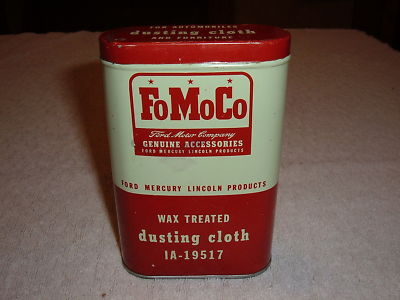 FOR AUTOMOBILES
dusting cloth
AND FURNITURE
FoMoCo
Ford Motor Company
GENUINE ACCESSORIES
FORD MERCURY LINCOLN PRODUCTS
FORD MERCURY LINCOLN PRODUCTS
WAX TREATED
dusting cloth
IA-19517